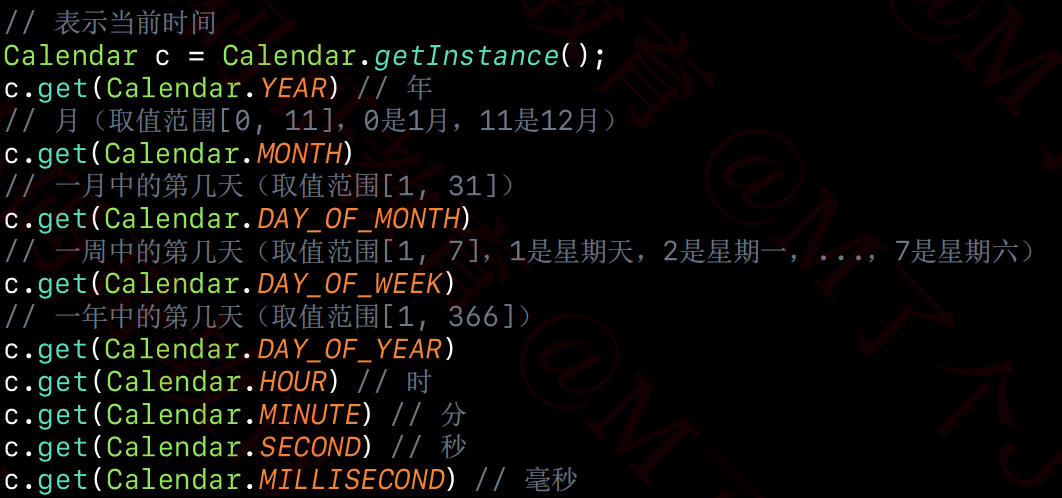 // 表示当前时间
Calendar c = Calendar.getInstance();
c.get(Calendar.YEAR) // 年
// 月（取值范围[0, 11]，0是1月，11是12月）
c.get(Calendar.MONTH)
// 一月中的第几天（取值范围[1, 31]）
c.get(Calendar.DAY_OF_MONTH)
// 一周中的第几天（取值范围[1, 7]，1是星期天，2是星期一，...，7是星期六）
c.get(Calendar.DAY_OF_WEEK)
// 一年中的第几天（取值范围[1, 366]）
c.get(Calendar.DAY_OF_YEAR)
c.get(Calendar.HOUR) // 时
c.get(Calendar.MINUTE) // 分
c.get(Calendar.SECOND) // 秒
c.get(Calendar.MILLISECOND) // 毫秒